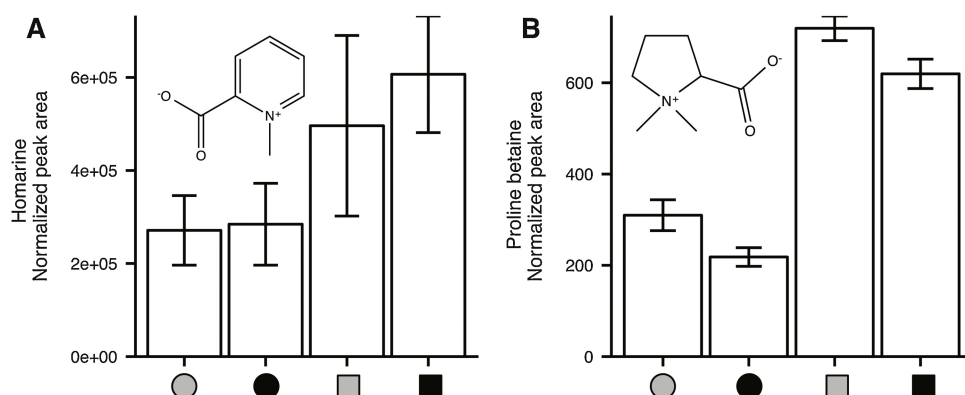 A
Homarine
Normalized peak area
6e+05
4e+05
2e+05
0e+00
-O
O
N+
B
Proline betaine
Normalized peak area
600
400
200
0
N+
O-
O